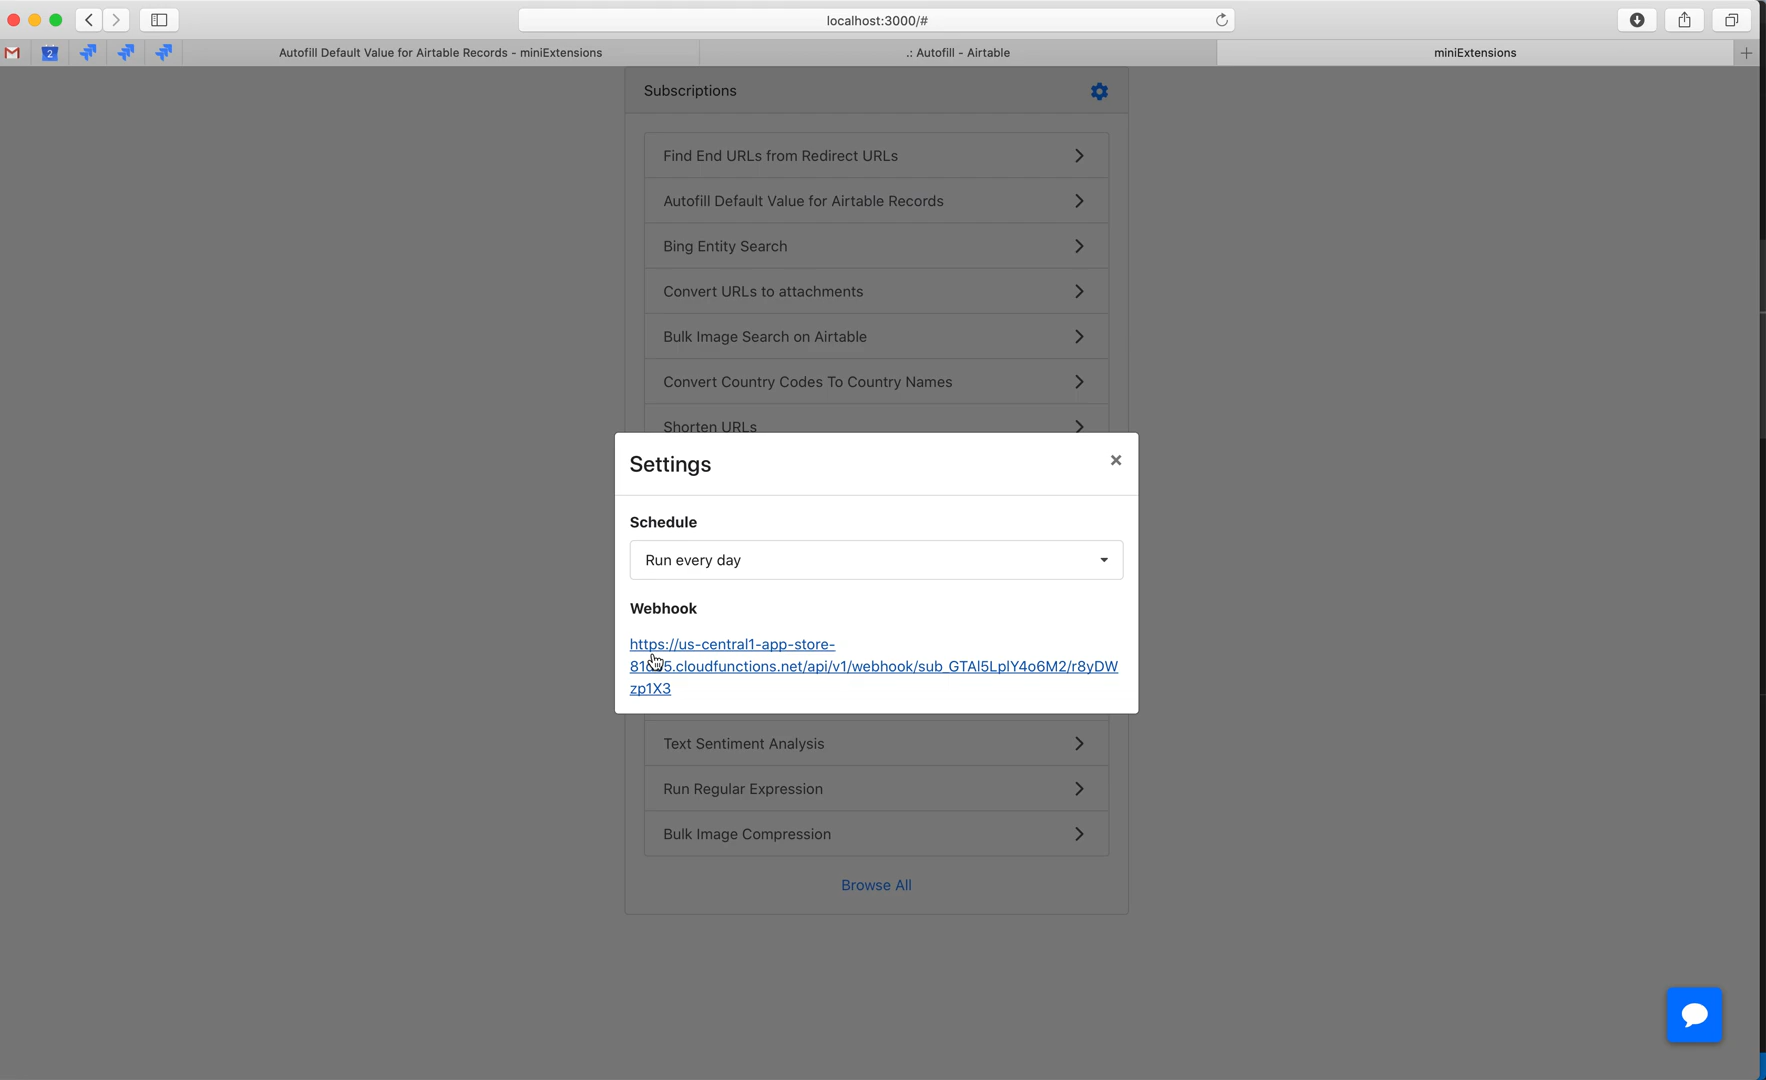 localhost:3000/#
2
Autofill Default Value for Airtable Records - miniExtensions
.: Autofill - Airtable
miniExtensions
Subscriptions
Find End URLs from Redirect URLs
Autofill Default Value for Airtable Records
Bing Entity Search
Convert URLs to attachments
Bulk Image Search on Airtable
Convert Country Codes To Country Names
Shorten URLs
Settings
Schedule
Run every day
Webhook
https://us-central1-app-store-
5.cloudfunctions.net/api/v1/webhook/sub_GTAI5LplY4o6M2/r8yDW
zp1X3
Text Sentiment Analysis
Run Regular Expression
Bulk Image Compression
Browse All